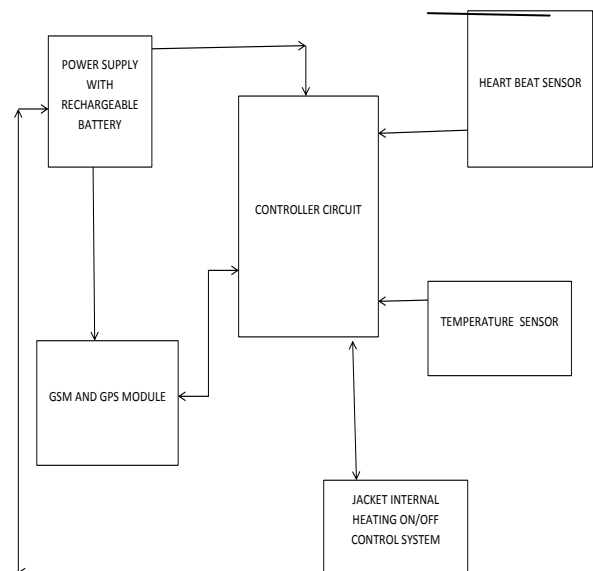 POWER SUPPLY
WITH
RECHARGEABLE
BATTERY
HEART BEAT SENSOR
CONTROLLER CIRCUIT
TEMPERATURE SENSOR
GSM AND GPS MODULE
JACKET INTERNAL
HEATING ON/OFF
CONTROL SYSTEM